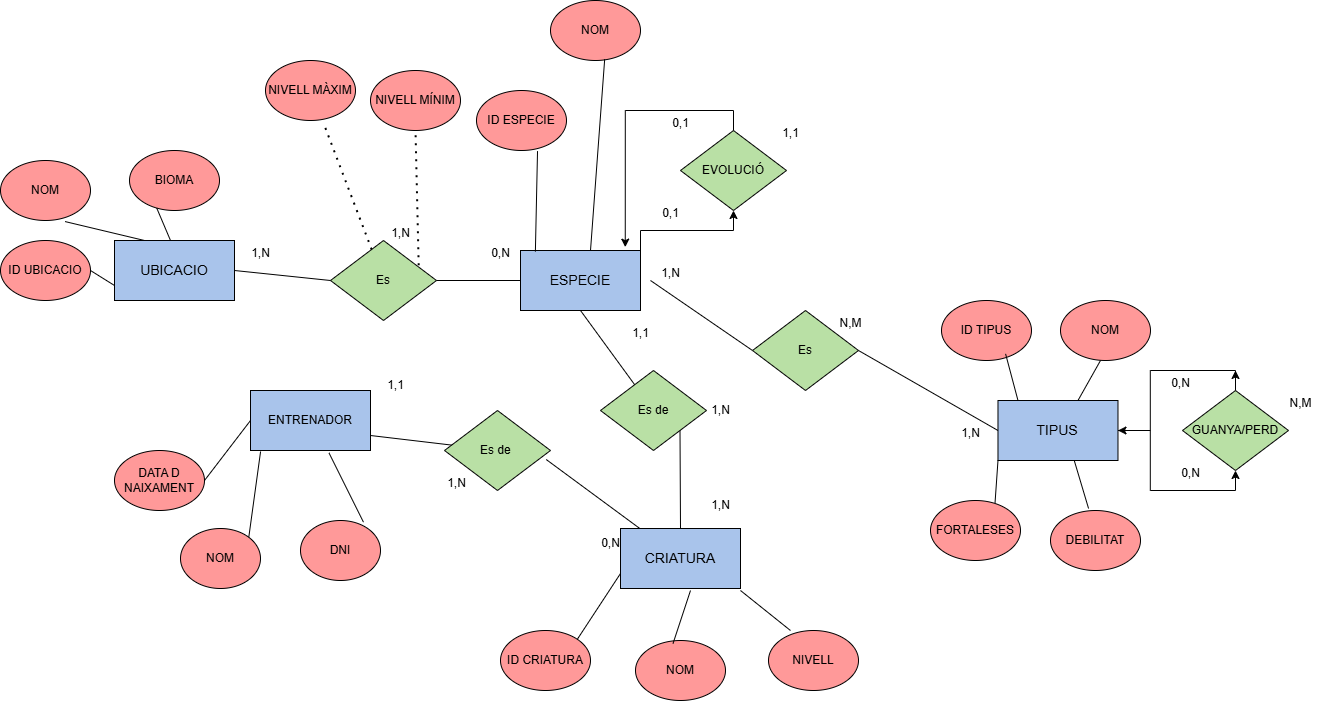 NOM
NIVELL MÀXIM
NIVELL MÍNIM
ID ESPECIE
0,1
1,1
EVOLUCIÓ
NOM
BIOMA
0,1
1,N
1,N
0,N
ID UBICACIO
UBICACIO
Es
ESPECIE
1,N
1,1
N,M
ID TIPUS
NOM
Es
1,1
0,N
N,M
ENTRENADOR
Es de
1,N
1,N
TIPUS
GUANYA/PERD
Es de
DATA D
NAIXAMENT
1,N
0,N
1,N
FORTALESES
DEBILITAT
NOM
DNI
0,N
CRIATURA
ID CRIATURA
NOM
NIVELL